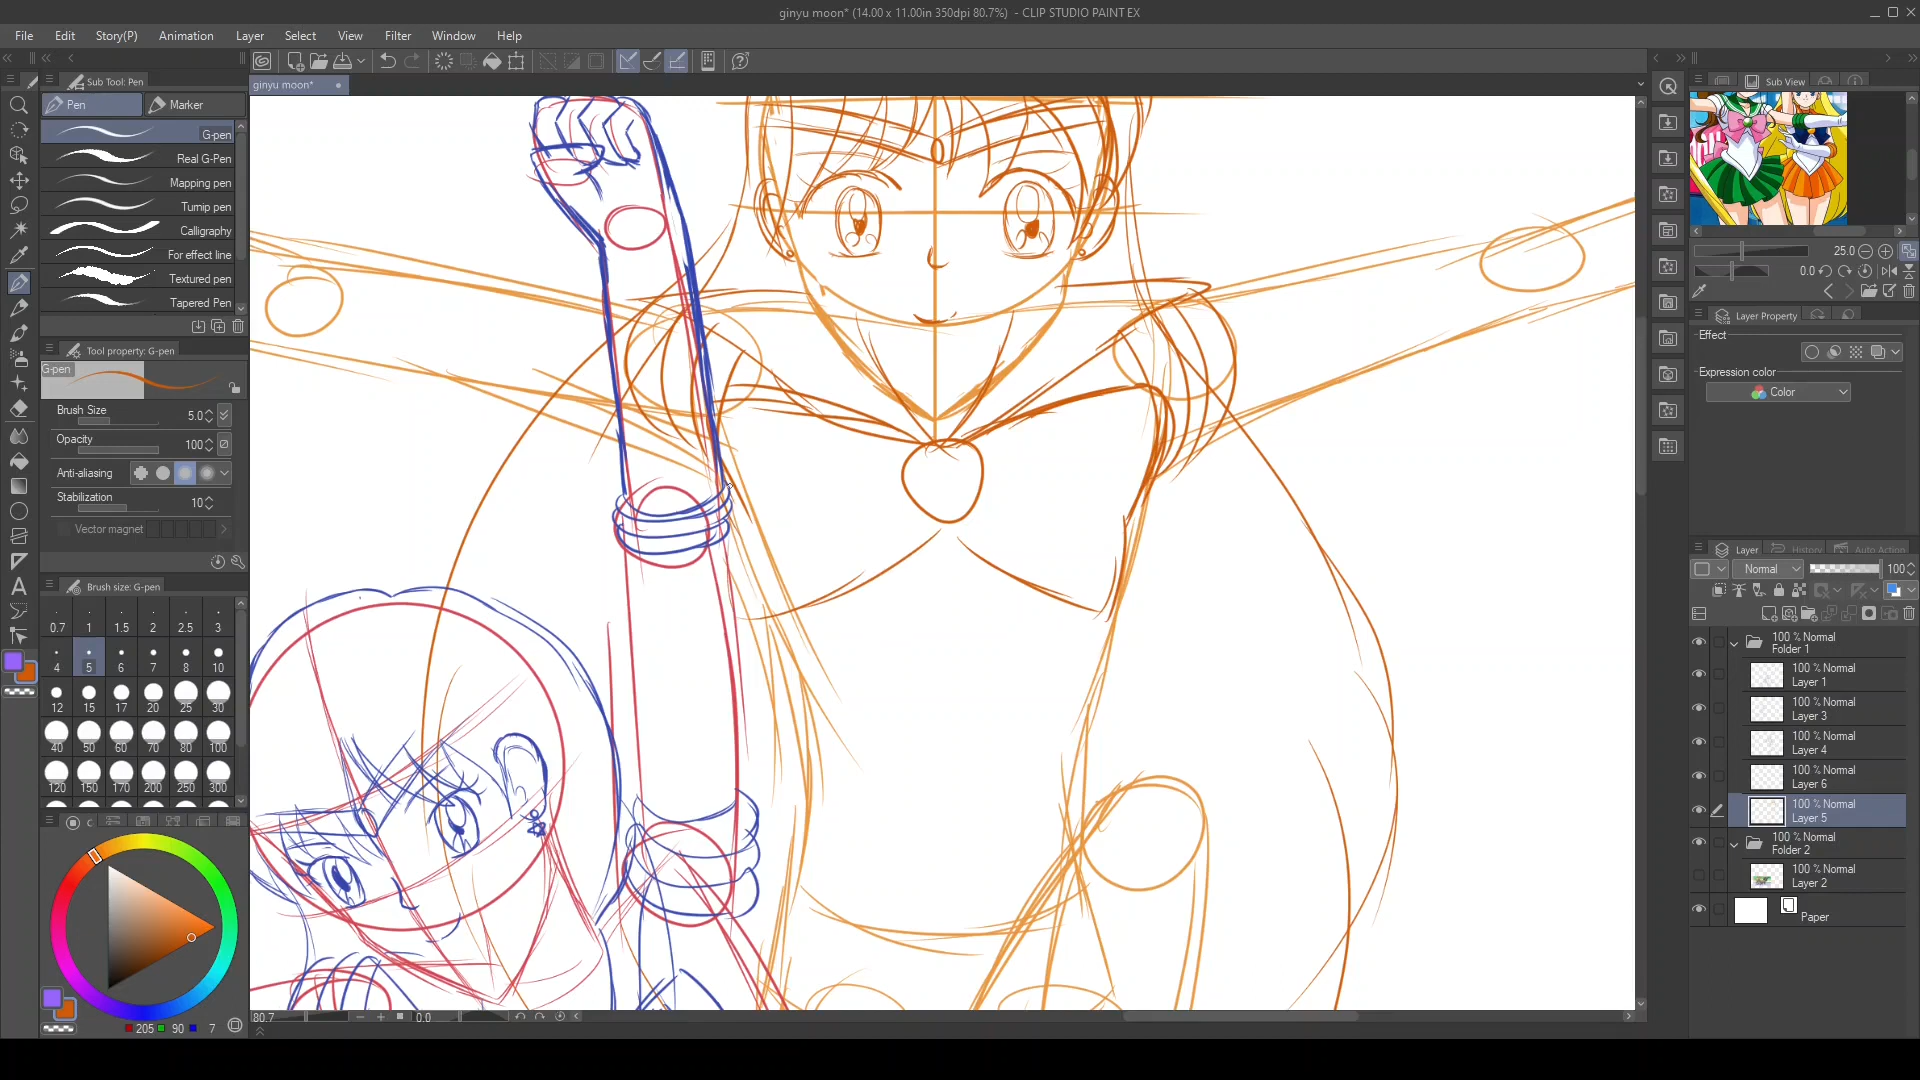 ginyu moon* (14.00 x 11.00in 350dpi 80.7%) - CLIP STUDIO PAINT EX
File Edit Story(P) Animation Layer Select View Filter Window Help
Sub Tool: Pen
Sub View
ginyu moon*
Pen Marker
G-pen
Real G-Pen
Mapping pen
Turnip pen
Calligraphy
For effect line
Textured pen
Tapered Pen
Tool property: G-pen
G-pen
Brush Size 5.0
Opacity 100
Anti-aliasing
Stabilization 10
Vector magnet
Brush size: G-pen
0.7 1 1.5 2 2.5 3
4 5 6 7 8 10
12 15 17 20 25 30
40 50 60 70 80 100
120 150 170 200 250 300
205 90 7
80.7 0.0
25.0
0.0
Layer Property
Effect
Expression color
Color
Layer History Auto Action
Normal 100
100 % Normal
Folder 1
100 % Normal
Layer 1
100 % Normal
Layer 3
100 % Normal
Layer 4
100 % Normal
Layer 6
100 % Normal
Layer 5
100 % Normal
Folder 2
100 % Normal
Layer 2
Paper